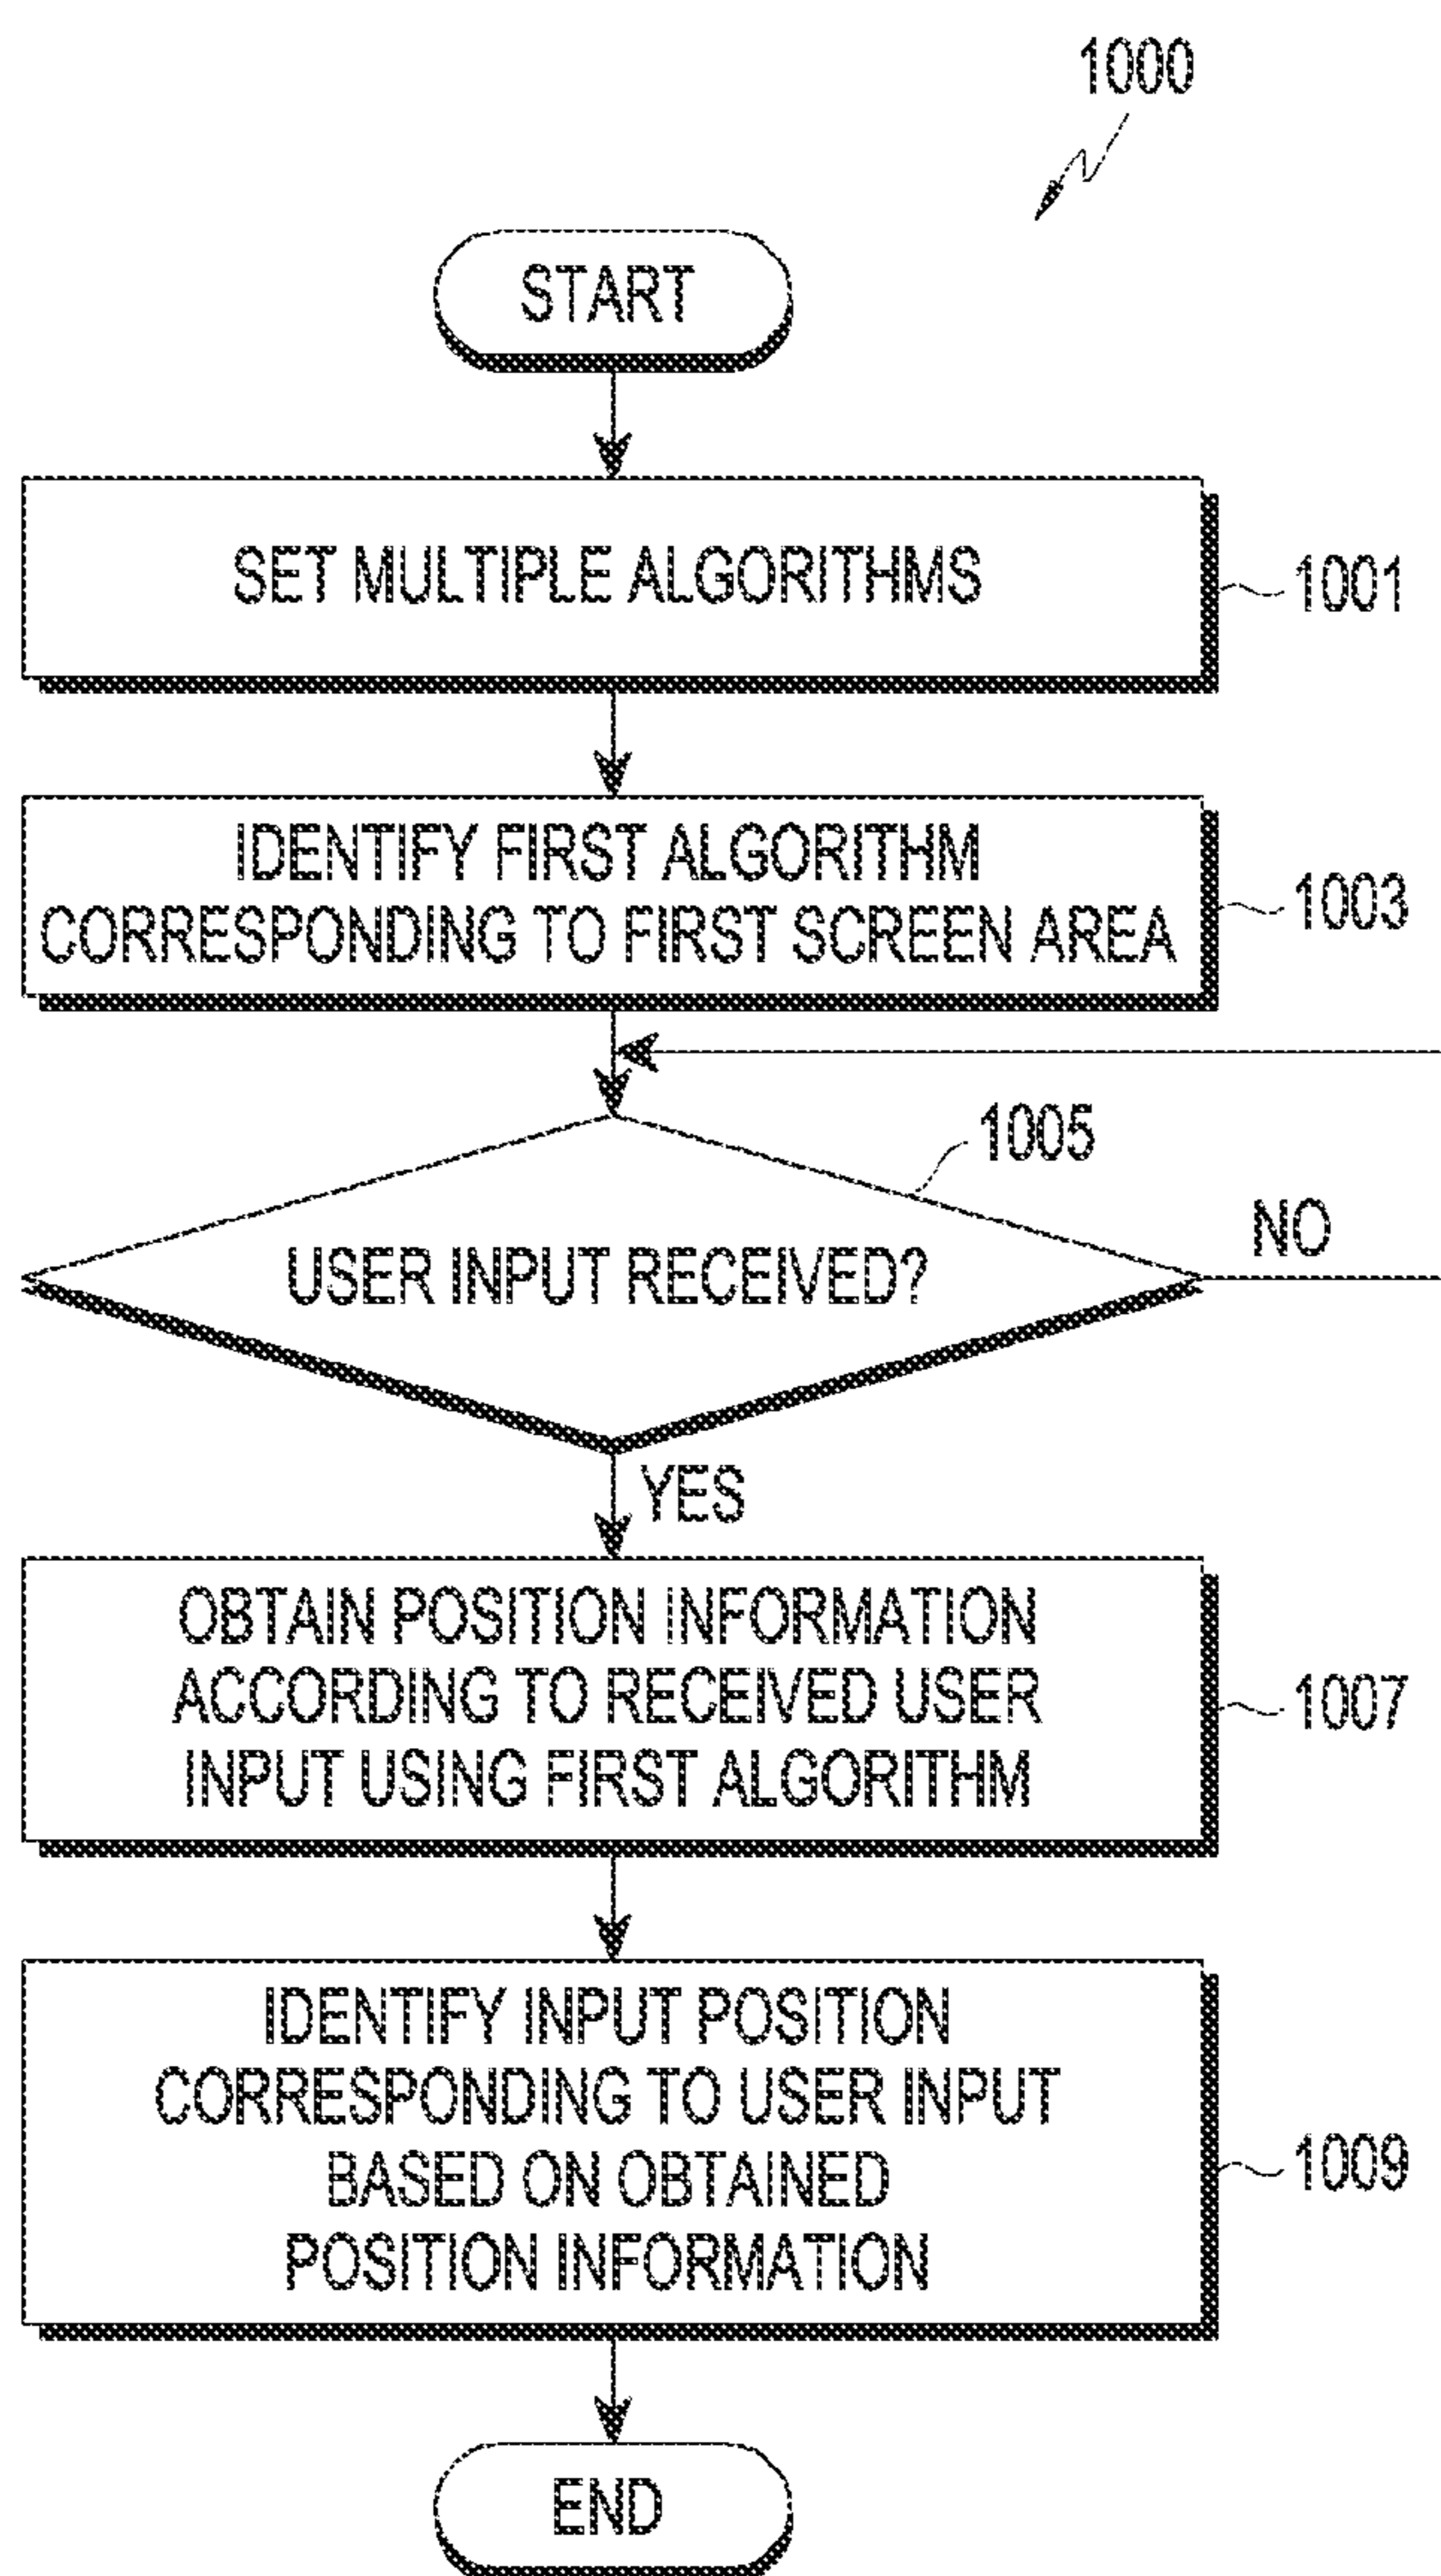 1000
START
SET MULTIPLE ALGORITHMS
1001
IDENTIFY FIRST ALGORITHM
CORRESPONDING TO FIRST SCREEN AREA
1003
1005
USER INPUT RECEIVED?
NO
YES
OBTAIN POSITION INFORMATION
ACCORDING TO RECEIVED USER
INPUT USING FIRST ALGORITHM
1007
IDENTIFY INPUT POSITION
CORRESPONDING TO USER INPUT
BASED ON OBTAINED
POSITION INFORMATION
1009
END